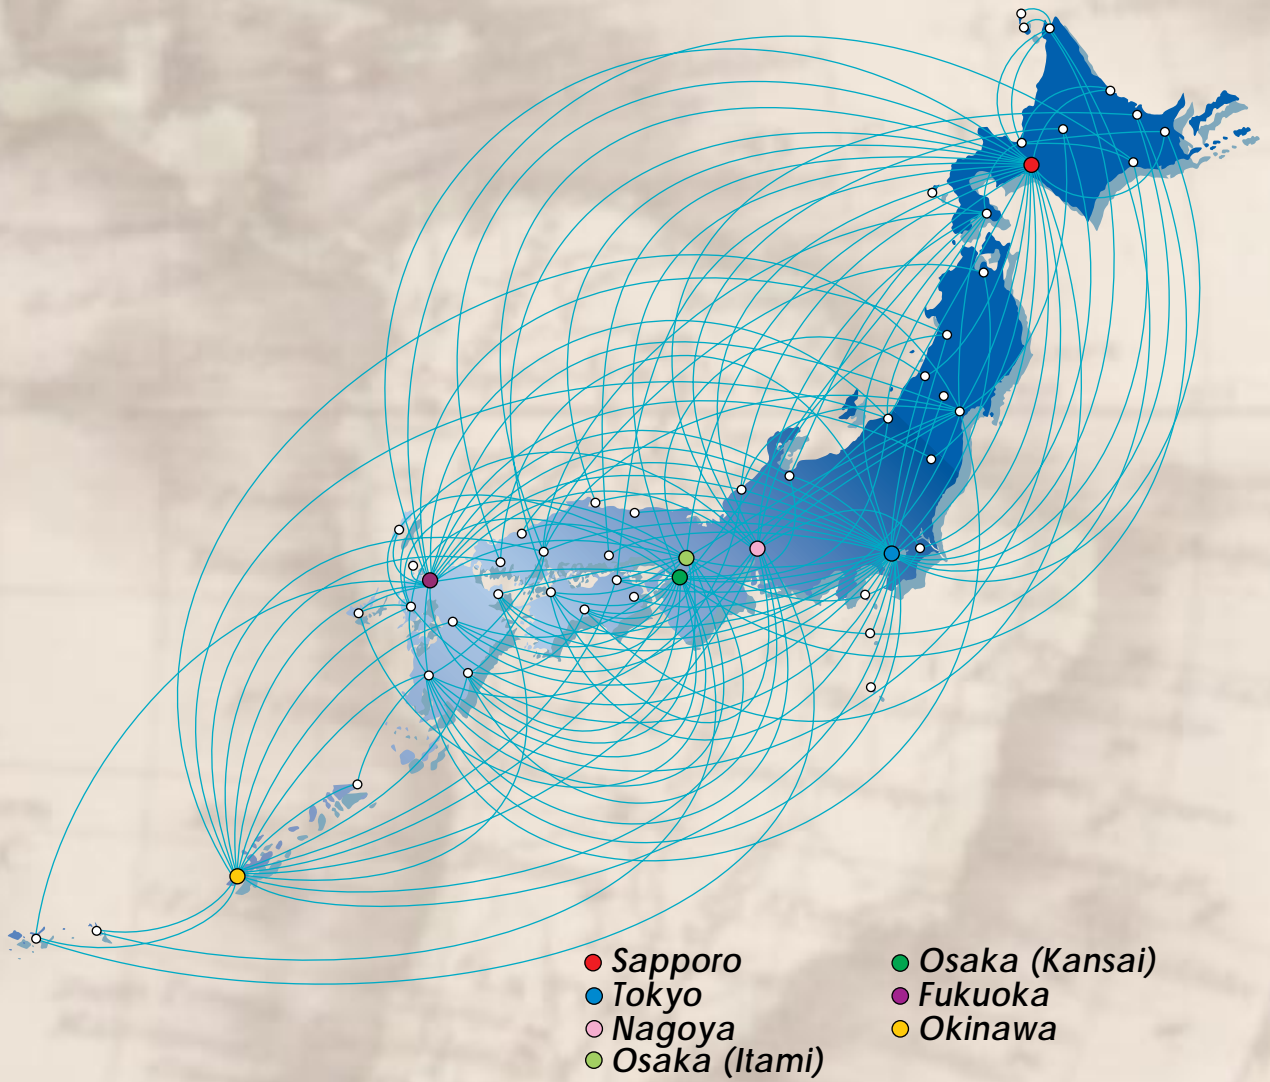 Sapporo
Tokyo
Nagoya
Osaka (Itami)
Osaka (Kansai)
Fukuoka
Okinawa